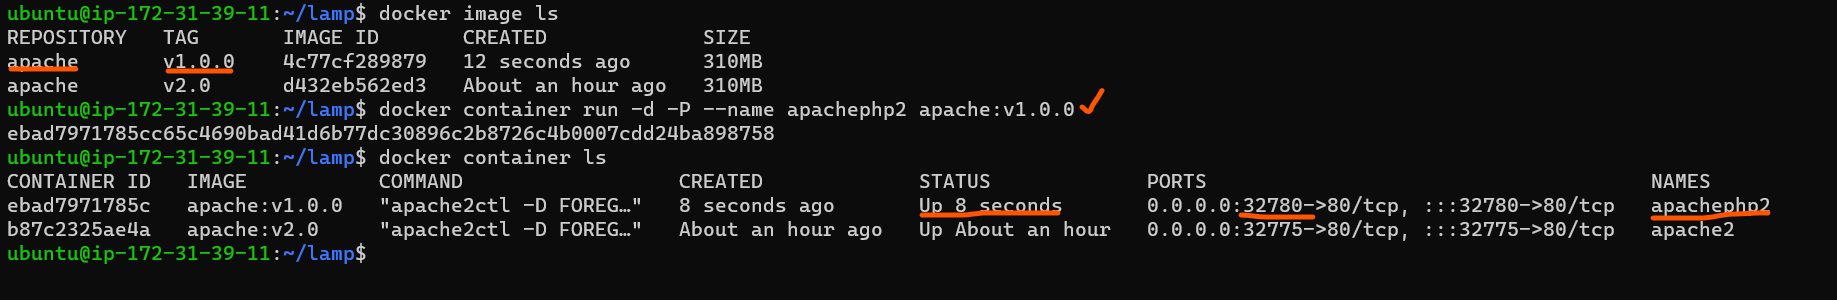 ubuntu@ip-172-31-39-11:~/lamp$ docker image ls
REPOSITORY   TAG       IMAGE ID       CREATED             SIZE
apache       v1.0.0    4c77cf289879   12 seconds ago      310MB
apache       v2.0      d432eb562ed3   About an hour ago   310MB
ubuntu@ip-172-31-39-11:~/lamp$ docker container run -d -P --name apachephp2 apache:v1.0.0
ebad7971785cc65c4690bad41d6b77dc30896c2b8726c4b0007cdd24ba898758
ubuntu@ip-172-31-39-11:~/lamp$ docker container ls
CONTAINER ID   IMAGE           COMMAND                  CREATED             STATUS             PORTS                                     NAMES
ebad7971785c   apache:v1.0.0   "apache2ctl -D FOREG…"   8 seconds ago       Up 8 seconds       0.0.0.0:32780->80/tcp, :::32780->80/tcp   apachephp2
b87c2325ae4a   apache:v2.0     "apache2ctl -D FOREG…"   About an hour ago   Up About an hour   0.0.0.0:32775->80/tcp, :::32775->80/tcp   apache2
ubuntu@ip-172-31-39-11:~/lamp$